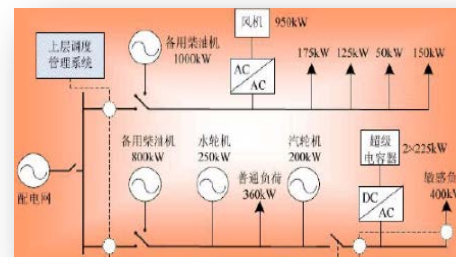 上层调度
管理系统
备用柴油机
1000kW
风机
950kW
AC
AC
175kW
125kW
50kW
150kW
备用柴油机
800kW
水轮机
250kW
普通负荷
360kW
汽轮机
200kW
超级
电容器
2×225kW
DC
AC
敏感负
400k
配电网